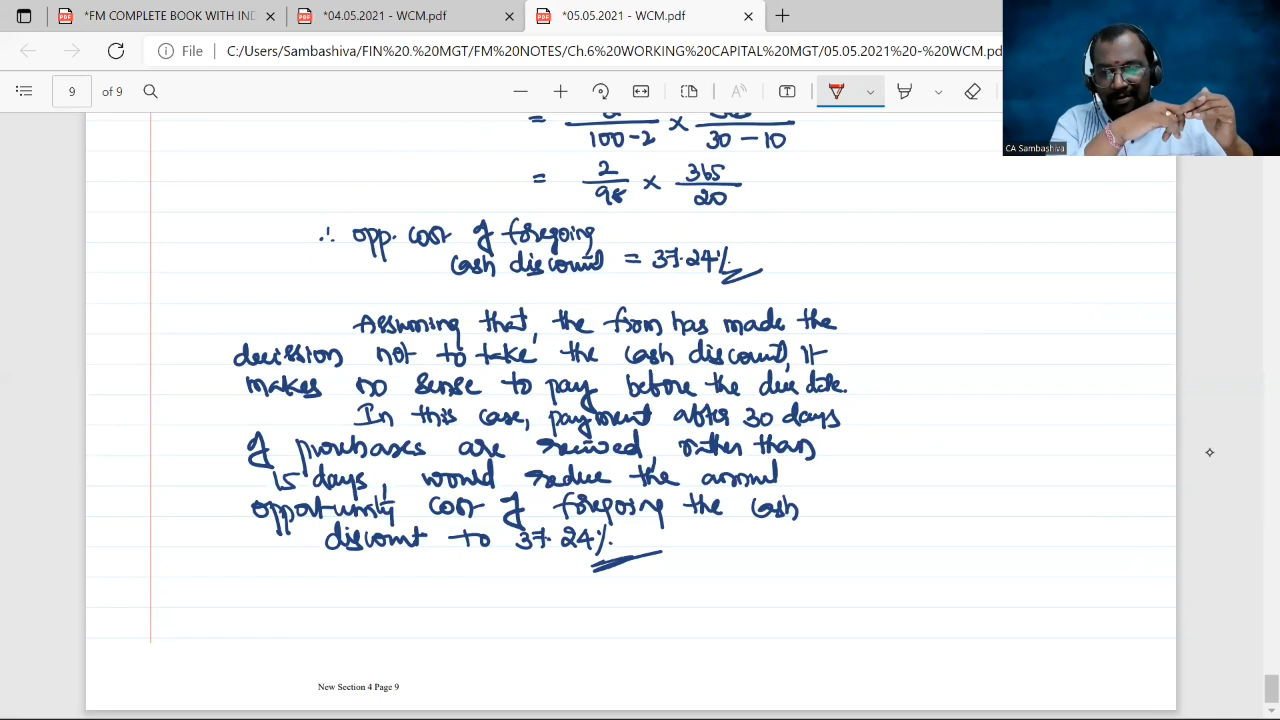 *FM COMPLETE BOOK WITH IND
*04.05.2021 - WCM.pdf
*05.05.2021 - WCM.pdf
File C:/Users/Sambashiva/FIN%20.%20MGT/FM%20NOTES/Ch.6%20WORKING%20CAPITAL%20MGT/05.05.2021%20-%20WCM.pd
9 of 9
=
100-2 × 30 - 10
= 2/98 × 365/20
∴ opp. cost of foregoing
cash discount = 37.24%
Assuming that, the firm has made the
decission not to take the cash discount, it
makes no sense to pay before the due date.
In this case, payment after 30 days
of purchases are required, rather than
15 days, would reduce the annual
opportunity cost of foregoing the cash
discount to 37.24%.
New Section 4 Page 9
CA Sambashiva